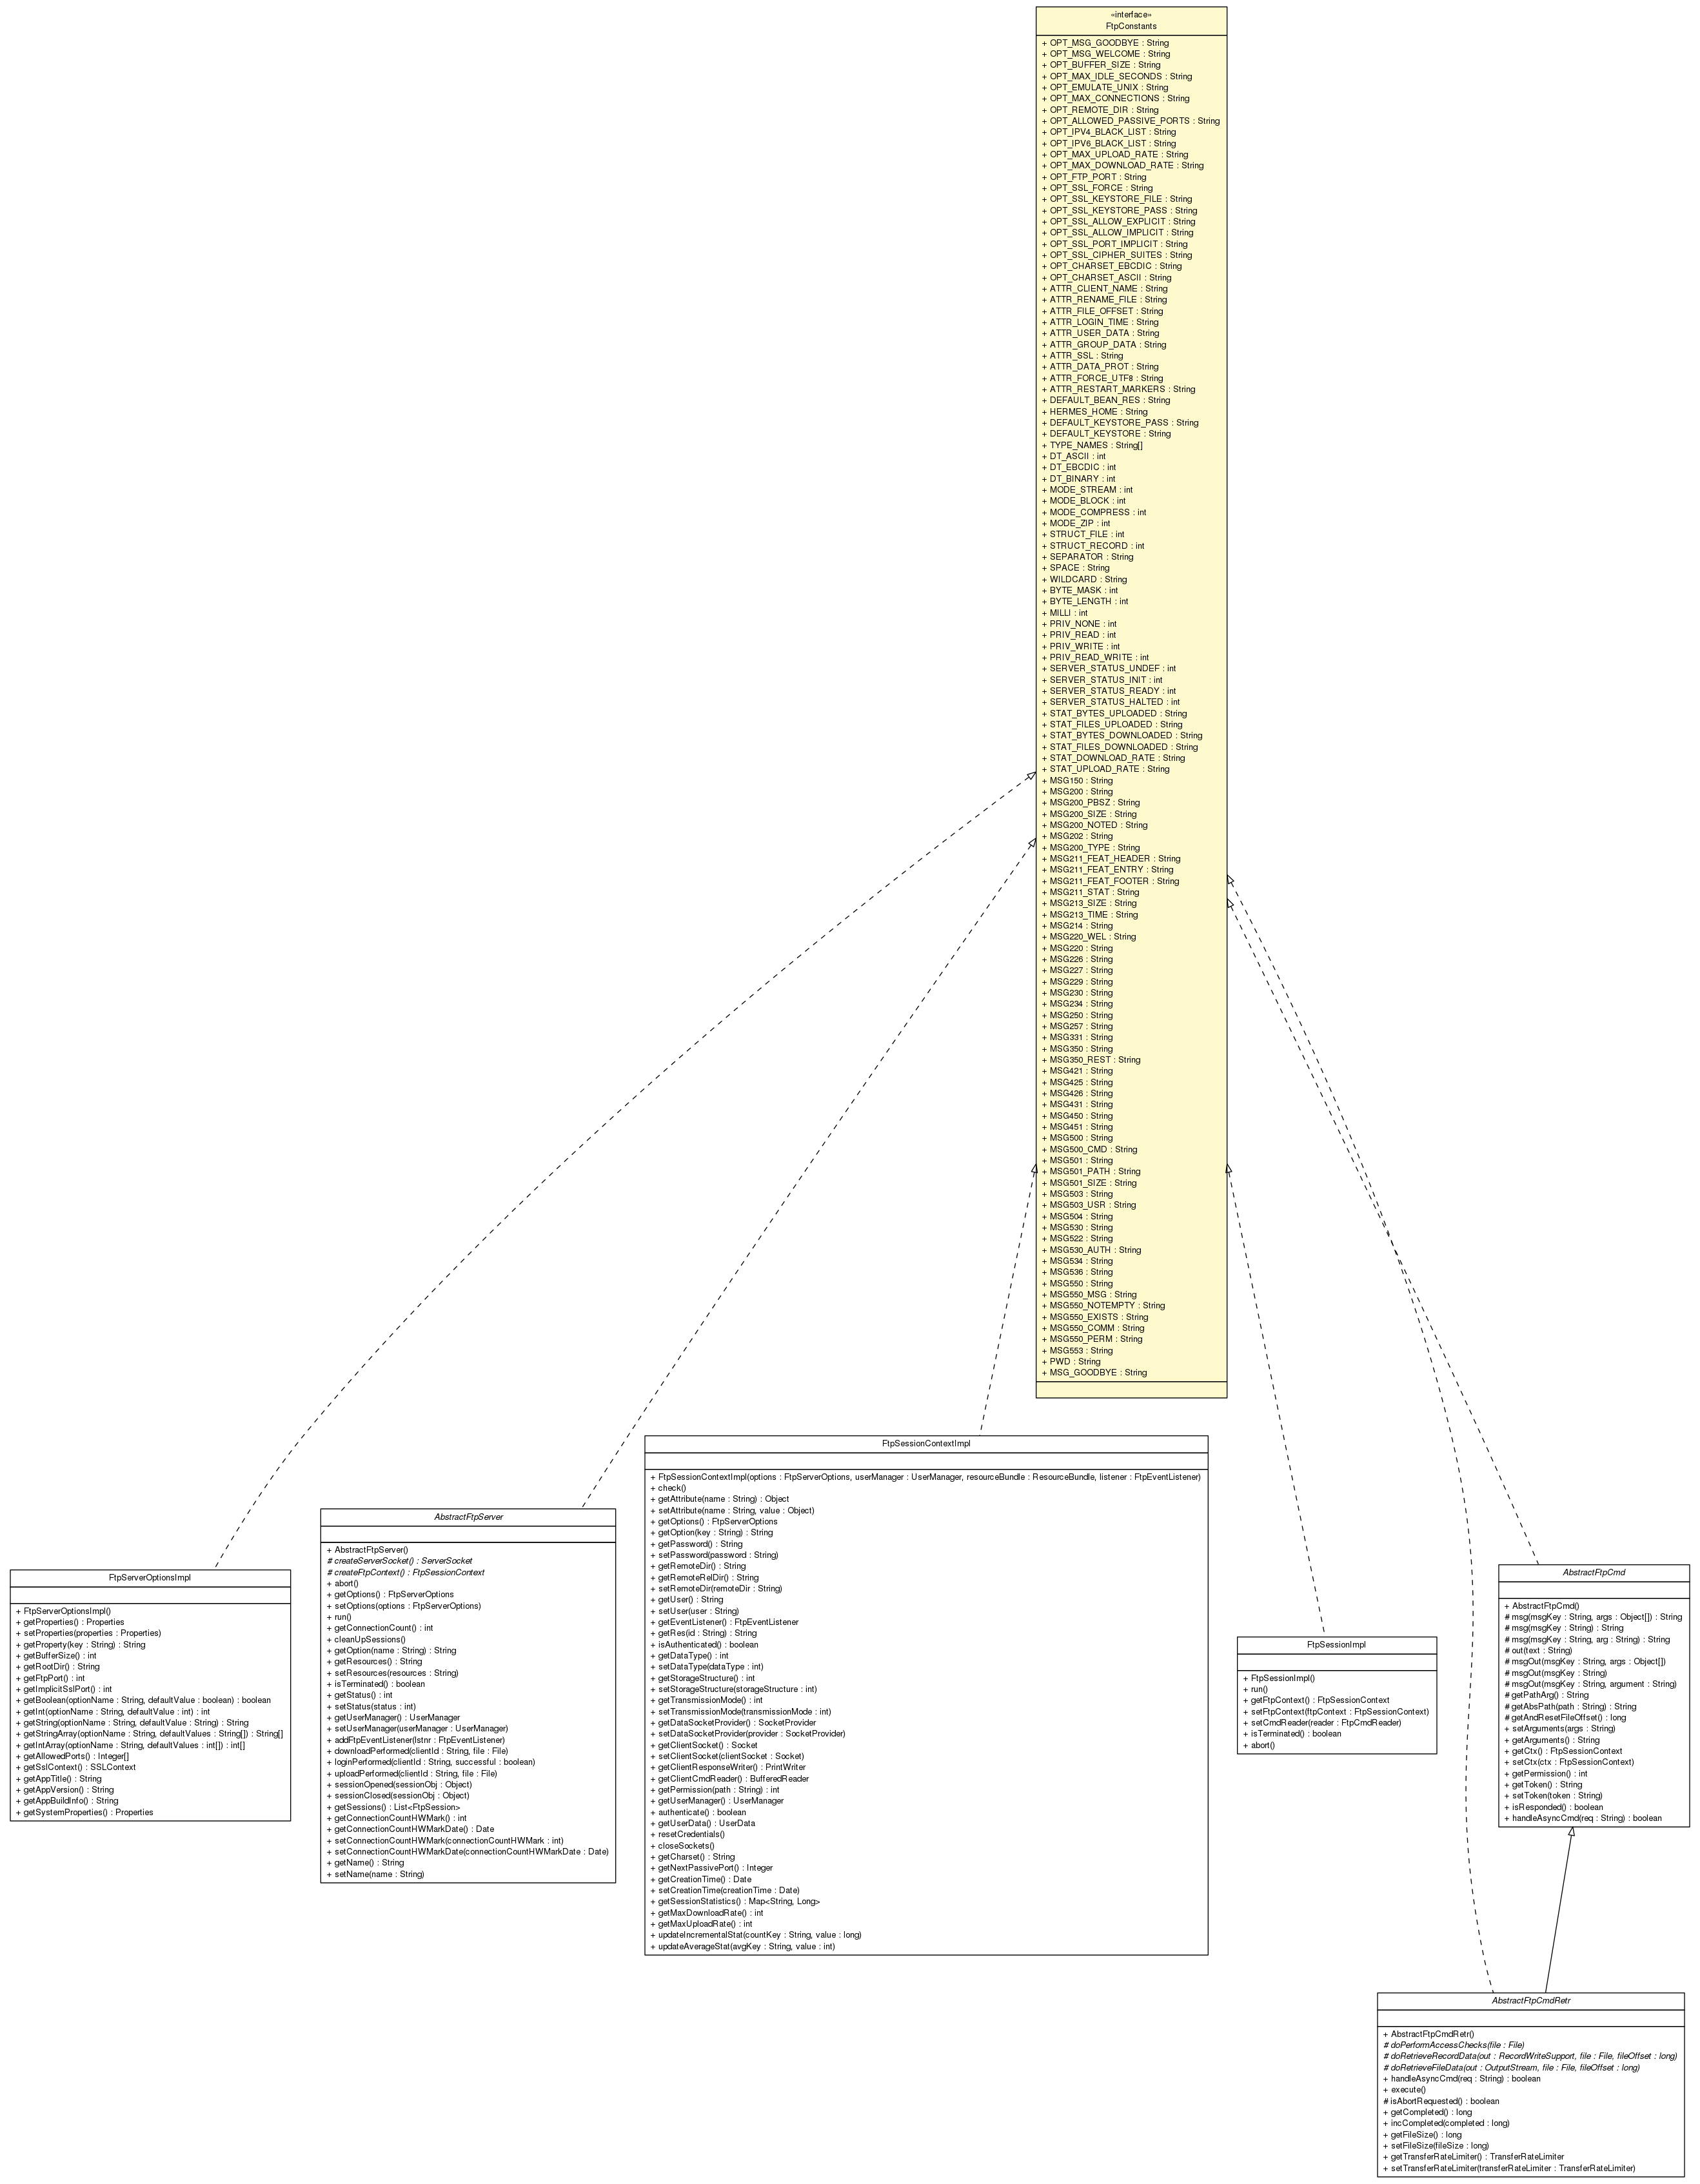 «interface»
FtpConstants
+ OPT_MSG_GOODBYE : String
+ OPT_MSG_WELCOME : String
+ OPT_BUFFER_SIZE : String
+ OPT_MAX_IDLE_SECONDS : String
+ OPT_EMULATE_UNIX : String
+ OPT_MAX_CONNECTIONS : String
+ OPT_REMOTE_DIR : String
+ OPT_ALLOWED_PASSIVE_PORTS : String
+ OPT_IPV4_BLACK_LIST : String
+ OPT_IPV6_BLACK_LIST : String
+ OPT_MAX_UPLOAD_RATE : String
+ OPT_MAX_DOWNLOAD_RATE : String
+ OPT_FTP_PORT : String
+ OPT_SSL_FORCE : String
+ OPT_SSL_KEYSTORE_FILE : String
+ OPT_SSL_KEYSTORE_PASS : String
+ OPT_SSL_ALLOW_EXPLICIT : String
+ OPT_SSL_ALLOW_IMPLICIT : String
+ OPT_SSL_PORT_IMPLICIT : String
+ OPT_SSL_CIPHER_SUITES : String
+ OPT_CHARSET_EBCDIC : String
+ OPT_CHARSET_ASCII : String
+ ATTR_CLIENT_NAME : String
+ ATTR_RENAME_FILE : String
+ ATTR_FILE_OFFSET : String
+ ATTR_LOGIN_TIME : String
+ ATTR_USER_DATA : String
+ ATTR_GROUP_DATA : String
+ ATTR_SSL : String
+ ATTR_DATA_PROT : String
+ ATTR_FORCE_UTF8 : String
+ ATTR_RESTART_MARKERS : String
+ DEFAULT_BEAN_RES : String
+ HERMES_HOME : String
+ DEFAULT_KEYSTORE_PASS : String
+ DEFAULT_KEYSTORE : String
+ TYPE_NAMES : String[]
+ DT_ASCII : int
+ DT_EBCDIC : int
+ DT_BINARY : int
+ MODE_STREAM : int
+ MODE_BLOCK : int
+ MODE_COMPRESS : int
+ MODE_ZIP : int
+ STRUCT_FILE : int
+ STRUCT_RECORD : int
+ SEPARATOR : String
+ SPACE : String
+ WILDCARD : String
+ BYTE_MASK : int
+ BYTE_LENGTH : int
+ MILLI : int
+ PRIV_NONE : int
+ PRIV_READ : int
+ PRIV_WRITE : int
+ PRIV_READ_WRITE : int
+ SERVER_STATUS_UNDEF : int
+ SERVER_STATUS_INIT : int
+ SERVER_STATUS_READY : int
+ SERVER_STATUS_HALTED : int
+ STAT_BYTES_UPLOADED : String
+ STAT_FILES_UPLOADED : String
+ STAT_BYTES_DOWNLOADED : String
+ STAT_FILES_DOWNLOADED : String
+ STAT_DOWNLOAD_RATE : String
+ STAT_UPLOAD_RATE : String
+ MSG150 : String
+ MSG200 : String
+ MSG200_PBSZ : String
+ MSG200_SIZE : String
+ MSG200_NOTED : String
+ MSG202 : String
+ MSG200_TYPE : String
+ MSG211_FEAT_HEADER : String
+ MSG211_FEAT_ENTRY : String
+ MSG211_FEAT_FOOTER : String
+ MSG211_STAT : String
+ MSG213_SIZE : String
+ MSG213_TIME : String
+ MSG214 : String
+ MSG220_WEL : String
+ MSG220 : String
+ MSG226 : String
+ MSG227 : String
+ MSG229 : String
+ MSG230 : String
+ MSG234 : String
+ MSG250 : String
+ MSG257 : String
+ MSG331 : String
+ MSG350 : String
+ MSG350_REST : String
+ MSG421 : String
+ MSG425 : String
+ MSG426 : String
+ MSG431 : String
+ MSG450 : String
+ MSG451 : String
+ MSG500 : String
+ MSG500_CMD : String
+ MSG501 : String
+ MSG501_PATH : String
+ MSG501_SIZE : String
+ MSG503 : String
+ MSG503_USR : String
+ MSG504 : String
+ MSG530 : String
+ MSG522 : String
+ MSG530_AUTH : String
+ MSG534 : String
+ MSG536 : String
+ MSG550 : String
+ MSG550_MSG : String
+ MSG550_NOTEMPTY : String
+ MSG550_EXISTS : String
+ MSG550_COMM : String
+ MSG550_PERM : String
+ MSG553 : String
+ PWD : String
+ MSG_GOODBYE : String
FtpServerOptionsImpl
+ FtpServerOptionsImpl()
+ getProperties() : Properties
+ setProperties(properties : Properties)
+ getProperty(key : String) : String
+ getBufferSize() : int
+ getRootDir() : String
+ getFtpPort() : int
+ getImplicitSslPort() : int
+ getBoolean(optionName : String, defaultValue : boolean) : boolean
+ getInt(optionName : String, defaultValue : int) : int
+ getString(optionName : String, defaultValue : String) : String
+ getStringArray(optionName : String, defaultValues : String[]) : String[]
+ getIntArray(optionName : String, defaultValues : int[]) : int[]
+ getAllowedPorts() : Integer[]
+ getSslContext() : SSLContext
+ getAppTitle() : String
+ getAppVersion() : String
+ getAppBuildInfo() : String
+ getSystemProperties() : Properties
AbstractFtpServer
+ AbstractFtpServer()
# createServerSocket() : ServerSocket
# createFtpContext() : FtpSessionContext
+ abort()
+ getOptions() : FtpServerOptions
+ setOptions(options : FtpServerOptions)
+ run()
+ getConnectionCount() : int
+ cleanUpSessions()
+ getOption(name : String) : String
+ getResources() : String
+ setResources(resources : String)
+ isTerminated() : boolean
+ getStatus() : int
+ setStatus(status : int)
+ getUserManager() : UserManager
+ setUserManager(userManager : UserManager)
+ addFtpEventListener(lstnr : FtpEventListener)
+ downloadPerformed(clientId : String, file : File)
+ loginPerformed(clientId : String, successful : boolean)
+ uploadPerformed(clientId : String, file : File)
+ sessionOpened(sessionObj : Object)
+ sessionClosed(sessionObj : Object)
+ getSessions() : List<FtpSession>
+ getConnectionCountHWMark() : int
+ getConnectionCountHWMarkDate() : Date
+ setConnectionCountHWMark(connectionCountHWMark : int)
+ setConnectionCountHWMarkDate(connectionCountHWMarkDate : Date)
+ getName() : String
+ setName(name : String)
FtpSessionContextImpl
+ FtpSessionContextImpl(options : FtpServerOptions, userManager : UserManager, resourceBundle : ResourceBundle, listener : FtpEventListener)
+ check()
+ getAttribute(name : String) : Object
+ setAttribute(name : String, value : Object)
+ getOptions() : FtpServerOptions
+ getOption(key : String) : String
+ getPassword() : String
+ setPassword(password : String)
+ getRemoteDir() : String
+ getRemoteRelDir() : String
+ setRemoteDir(remoteDir : String)
+ getUser() : String
+ setUser(user : String)
+ getEventListener() : FtpEventListener
+ getRes(id : String) : String
+ isAuthenticated() : boolean
+ getDataType() : int
+ setDataType(dataType : int)
+ getStorageStructure() : int
+ setStorageStructure(storageStructure : int)
+ getTransmissionMode() : int
+ setTransmissionMode(transmissionMode : int)
+ getDataSocketProvider() : SocketProvider
+ setDataSocketProvider(provider : SocketProvider)
+ getClientSocket() : Socket
+ setClientSocket(clientSocket : Socket)
+ getClientResponseWriter() : PrintWriter
+ getClientCmdReader() : BufferedReader
+ getPermission(path : String) : int
+ getUserManager() : UserManager
+ authenticate() : boolean
+ getUserData() : UserData
+ resetCredentials()
+ closeSockets()
+ getCharset() : String
+ getNextPassivePort() : Integer
+ getCreationTime() : Date
+ setCreationTime(creationTime : Date)
+ getSessionStatistics() : Map<String, Long>
+ getMaxDownloadRate() : int
+ getMaxUploadRate() : int
+ updateIncrementalStat(countKey : String, value : long)
+ updateAverageStat(avgKey : String, value : int)
FtpSessionImpl
+ FtpSessionImpl()
+ run()
+ getFtpContext() : FtpSessionContext
+ setFtpContext(ftpContext : FtpSessionContext)
+ setCmdReader(reader : FtpCmdReader)
+ isTerminated() : boolean
+ abort()
AbstractFtpCmd
+ AbstractFtpCmd()
# msg(msgKey : String, args : Object[]) : String
# msg(msgKey : String) : String
# msg(msgKey : String, arg : String) : String
# out(text : String)
# msgOut(msgKey : String, args : Object[])
# msgOut(msgKey : String)
# msgOut(msgKey : String, argument : String)
# getPathArg() : String
# getAbsPath(path : String) : String
# getAndResetFileOffset() : long
+ setArguments(args : String)
+ getArguments() : String
+ getCtx() : FtpSessionContext
+ setCtx(ctx : FtpSessionContext)
+ getPermission() : int
+ getToken() : String
+ setToken(token : String)
+ isResponded() : boolean
+ handleAsyncCmd(req : String) : boolean
AbstractFtpCmdRetr
+ AbstractFtpCmdRetr()
# doPerformAccessChecks(file : File)
# doRetrieveRecordData(out : RecordWriteSupport, file : File, fileOffset : long)
# doRetrieveFileData(out : OutputStream, file : File, fileOffset : long)
+ handleAsyncCmd(req : String) : boolean
+ execute()
# isAbortRequested() : boolean
+ getCompleted() : long
+ incCompleted(completed : long)
+ getFileSize() : long
+ setFileSize(fileSize : long)
+ getTransferRateLimiter() : TransferRateLimiter
+ setTransferRateLimiter(transferRateLimiter : TransferRateLimiter)